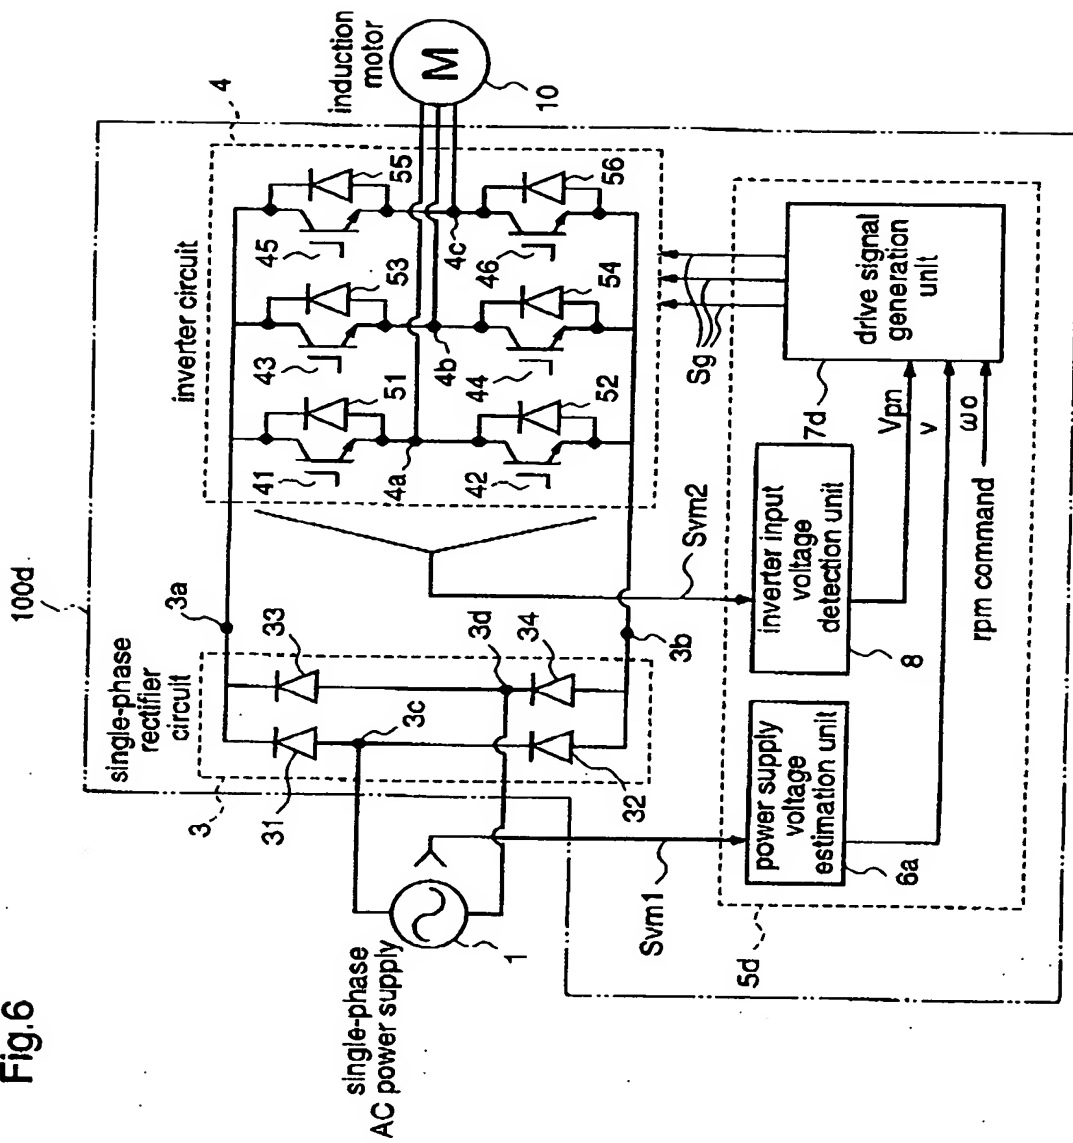 Fig.6
100d
single-phase
AC power supply
1
single-phase
rectifier
circuit
3
31
33
3a
3c
3d
32
34
3b
inverter circuit
4
41
51
43
53
45
55
4a
4b
4c
42
52
44
54
46
56
induction
motor
M
10
Svm1
Svm2
Sg
5d
power supply
voltage
estimation unit
6a
inverter input
voltage
detection unit
8
drive signal
generation
unit
7d
Vpn
v
ωo
rpm command